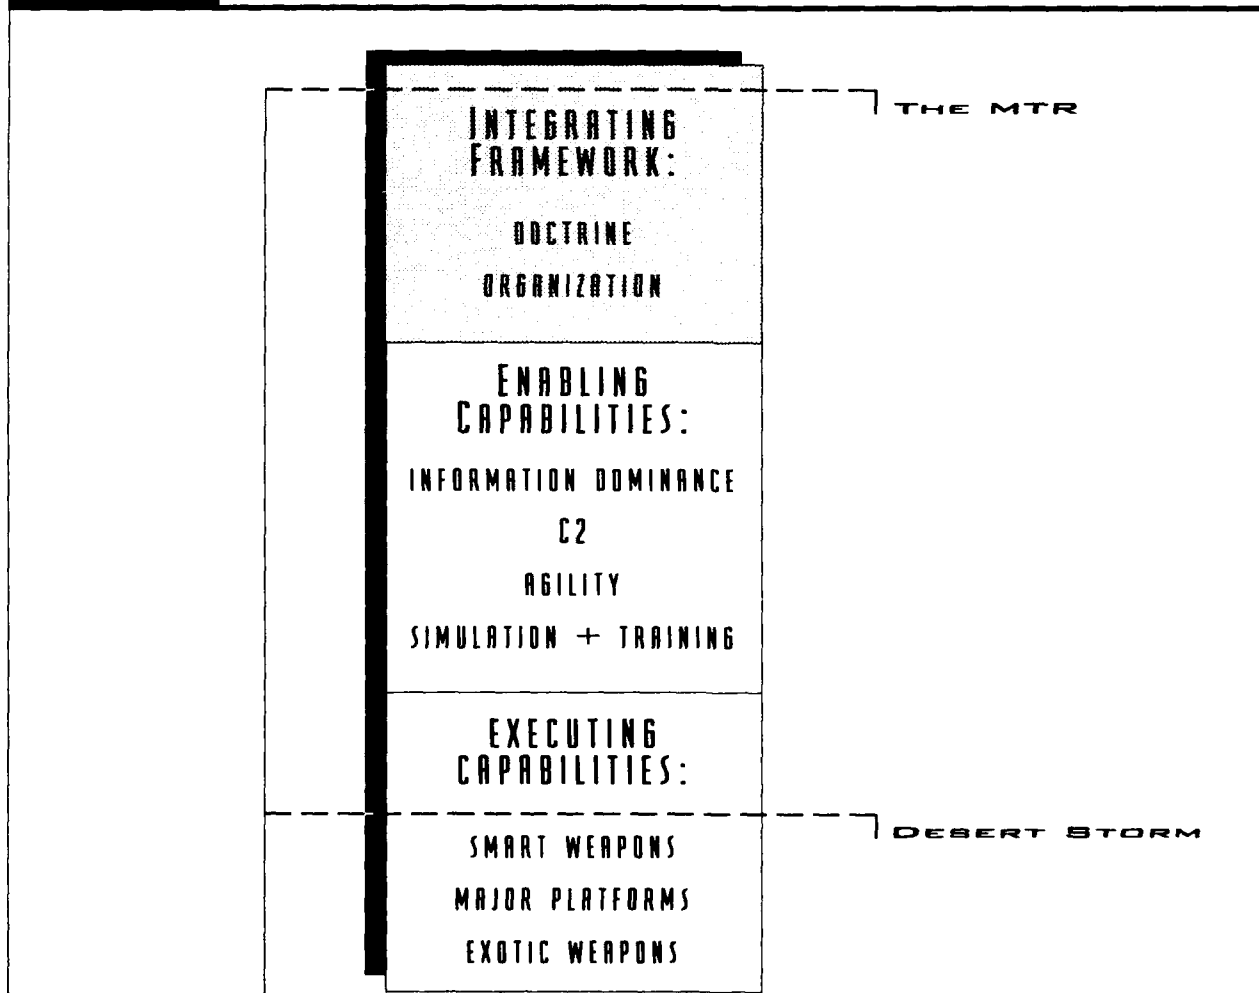 THE MTR
INTEGRATING
FRAMEWORK:
DOCTRINE
ORGANIZATION
ENABLING
CAPABILITIES:
INFORMATION DOMINANCE
C2
AGILITY
SIMULATION + TRAINING
EXECUTING
CAPABILITIES:
DESERT STORM
SMART WEAPONS
MAJOR PLATFORMS
EXOTIC WEAPONS